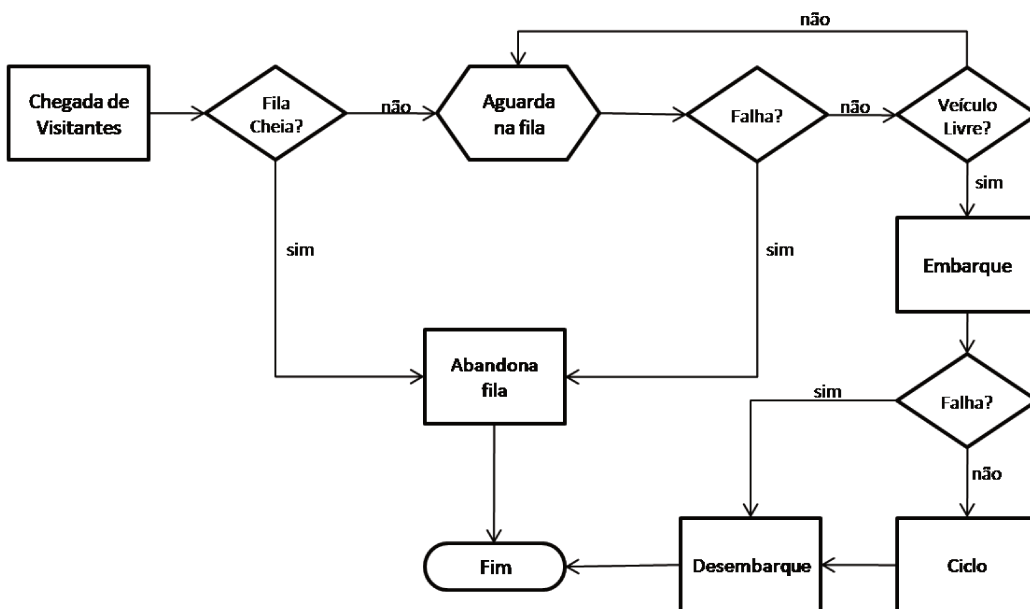 não
Chegada de
Visitantes
Fila
Cheia?
não
Aguarda
na fila
Falha?
não
Veículo
Livre?
sim
sim
sim
Embarque
Abandona
fila
sim
Falha?
não
Fim
Desembarque
Ciclo